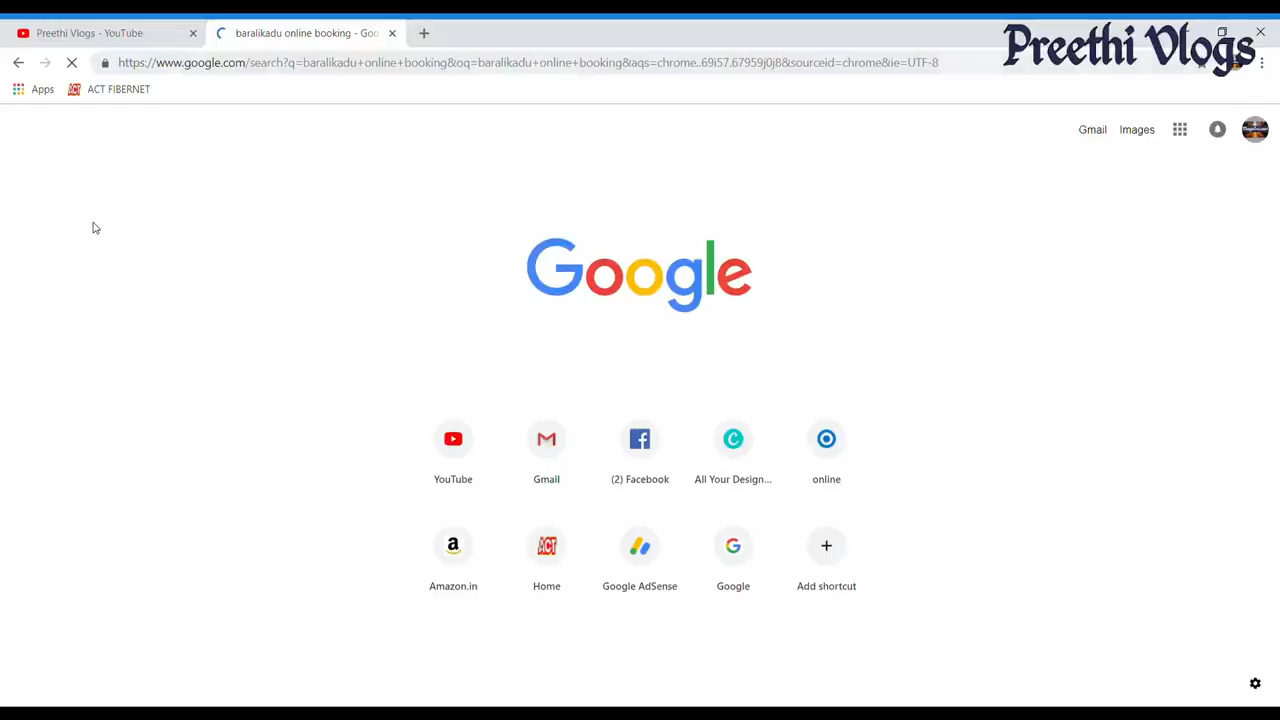 Preethi Vlogs - YouTube
baralikadu online booking - Goo
Preethi Vlogs
https://www.google.com/search?q=baralikadu+online+booking&oq=baralikadu+online+booking&aqs=chrome..69i57.67959j0j8&sourceid=chrome&ie=UTF-8
Apps
ACT FIBERNET
Gmail
Images
Google
YouTube
Gmail
(2) Facebook
All Your Design...
online
Amazon.in
Home
Google AdSense
Google
Add shortcut